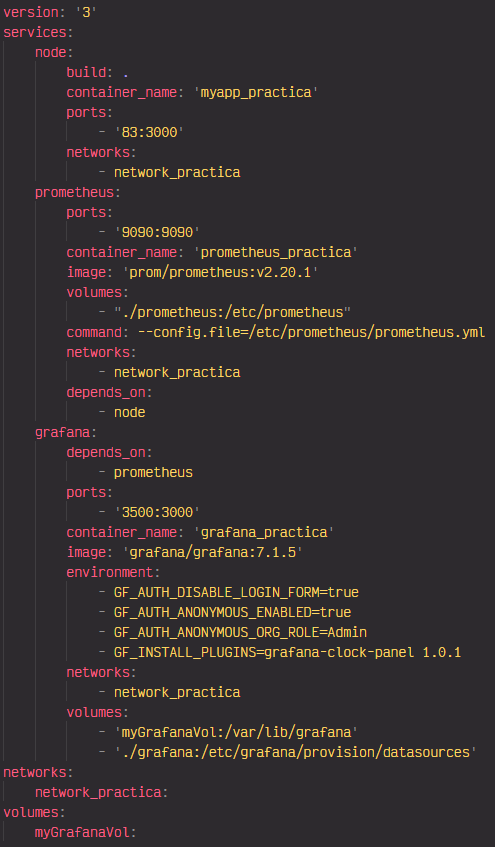 version: '3'
services:
    node:
        build: .
        container_name: 'myapp_practica'
        ports:
            - '83:3000'
        networks:
            - network_practica
    prometheus:
        ports:
            - '9090:9090'
        container_name: 'prometheus_practica'
        image: 'prom/prometheus:v2.20.1'
        volumes:
            - "./prometheus:/etc/prometheus"
        command: --config.file=/etc/prometheus/prometheus.yml
        networks:
            - network_practica
        depends_on:
            - node
    grafana:
        depends_on:
            - prometheus
        ports:
            - '3500:3000'
        container_name: 'grafana_practica'
        image: 'grafana/grafana:7.1.5'
        environment:
            - GF_AUTH_DISABLE_LOGIN_FORM=true
            - GF_AUTH_ANONYMOUS_ENABLED=true
            - GF_AUTH_ANONYMOUS_ORG_ROLE=Admin
            - GF_INSTALL_PLUGINS=grafana-clock-panel 1.0.1
        networks:
            - network_practica
        volumes:
            - 'myGrafanaVol:/var/lib/grafana'
            - './grafana:/etc/grafana/provision/datasources'
networks:
    network_practica:
volumes:
    myGrafanaVol: